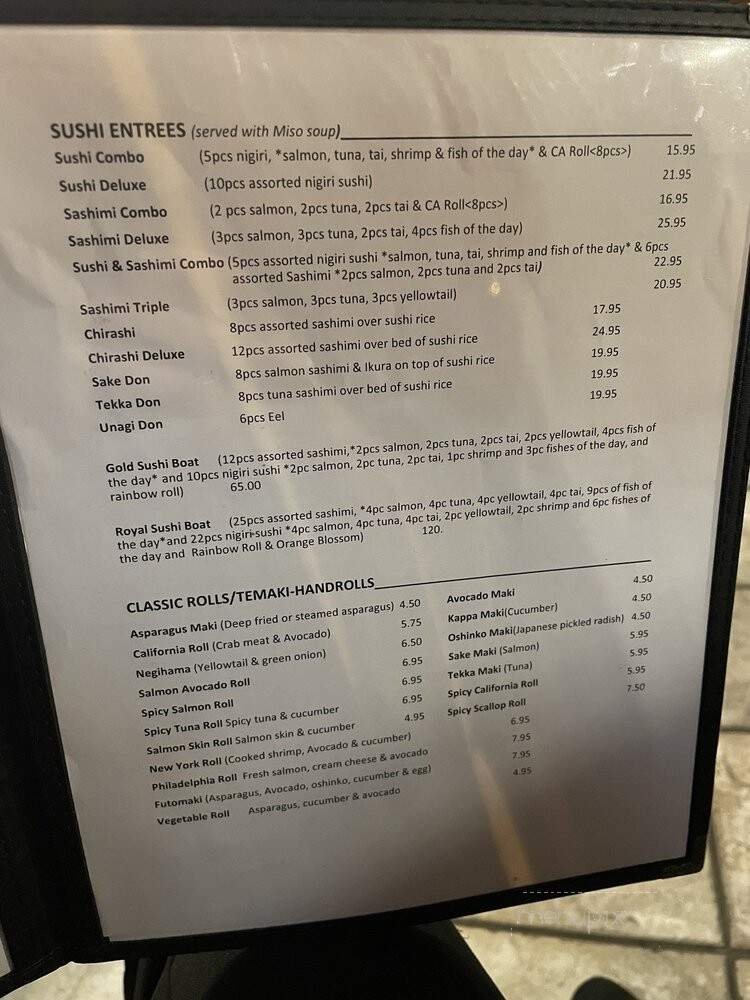 SUSHI ENTREES (served with Miso soup)
Sushi Combo (5pcs nigiri, *salmon, tuna, tai, shrimp & fish of the day* & CA Roll<8pcs>) 15.95
Sushi Deluxe (10pcs assorted nigiri sushi) 21.95
Sashimi Combo (2 pcs salmon, 2pcs tuna, 2pcs tai & CA Roll<8pcs>) 16.95
Sashimi Deluxe (3pcs salmon, 3pcs tuna, 2pcs tai, 4pcs fish of the day) 25.95
Sushi & Sashimi Combo (5pcs assorted nigiri sushi *salmon, tuna, tai, shrimp and fish of the day* & 6pcs
assorted Sashimi *2pcs salmon, 2pcs tuna and 2pcs tai) 22.95
Sashimi Triple (3pcs salmon, 3pcs tuna, 3pcs yellowtail) 20.95
Chirashi 8pcs assorted sashimi over sushi rice 17.95
Chirashi Deluxe 12pcs assorted sashimi over bed of sushi rice 24.95
Sake Don 8pcs salmon sashimi & Ikura on top of sushi rice 19.95
Tekka Don 8pcs tuna sashimi over bed of sushi rice 19.95
Unagi Don 6pcs Eel 19.95
Gold Sushi Boat (12pcs assorted sashimi,*2pcs salmon, 2pcs tuna, 2pcs tai, 2pcs yellowtail, 4pcs fish of
the day* and 10pcs nigiri sushi *2pc salmon, 2pc tuna, 2pc tai, 1pc shrimp and 3pc fishes of the day, and
rainbow roll) 65.00
Royal Sushi Boat (25pcs assorted sashimi, *4pc salmon, 4pc tuna, 4pc yellowtail, 4pc tai, 9pcs of fish of
the day*and 22pcs nigiri sushi *4pc salmon, 4pc tuna, 4pc tai, 2pc yellowtail, 2pc shrimp and 6pc fishes of
the day and Rainbow Roll & Orange Blossom) 120.
CLASSIC ROLLS/TEMAKI-HANDROLLS
Asparagus Maki (Deep fried or steamed asparagus) 4.50
California Roll (Crab meat & Avocado) 5.75
Negihama (Yellowtail & green onion) 6.50
Salmon Avocado Roll 6.95
Spicy Salmon Roll 6.95
Spicy Tuna Roll Spicy tuna & cucumber 6.95
Salmon Skin Roll Salmon skin & cucumber 4.95
New York Roll (Cooked shrimp, Avocado & cucumber) 6.95
Philadelphia Roll Fresh salmon, cream cheese & avocado 7.95
Futomaki (Asparagus, Avocado, oshinko, cucumber & egg) 7.95
Vegetable Roll Asparagus, cucumber & avocado 4.95
Avocado Maki 4.50
Kappa Maki(Cucumber) 4.50
Oshinko Maki(Japanese pickled radish) 4.50
Sake Maki (Salmon) 5.95
Tekka Maki (Tuna) 5.95
Spicy California Roll 5.95
Spicy Scallop Roll 7.50
menupix